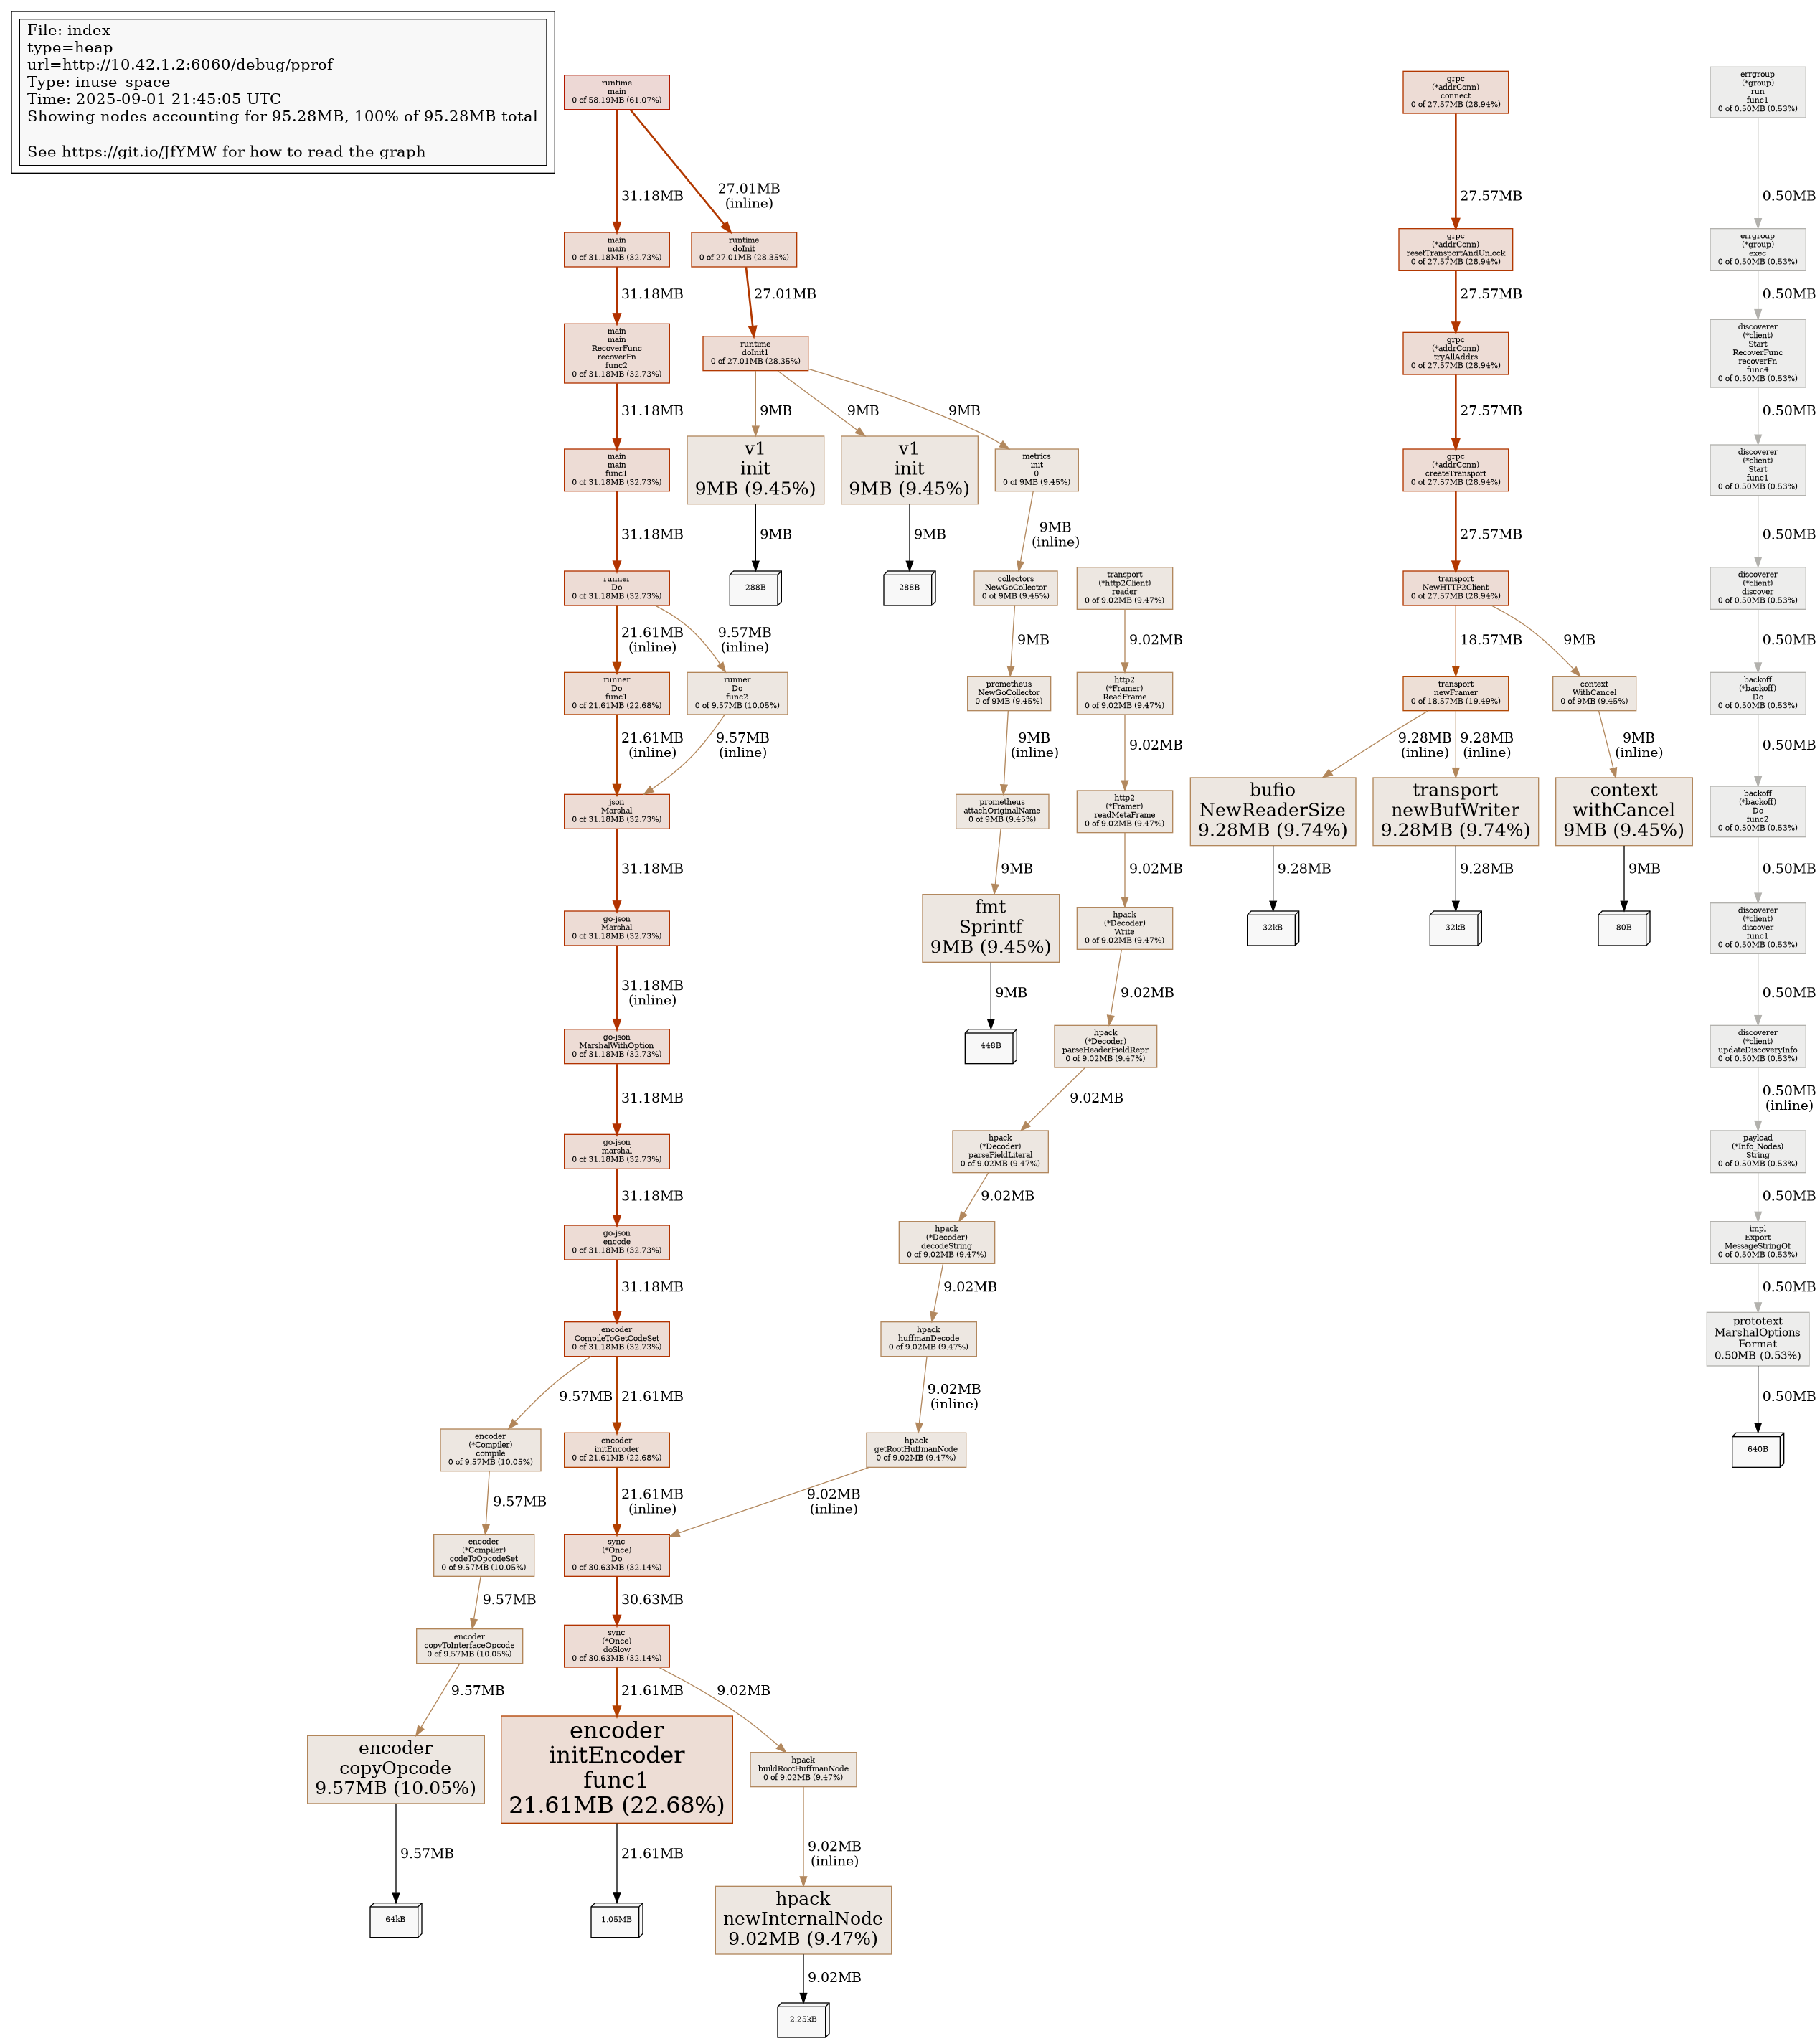 File: index
type=heap
url=http://10.42.1.2:6060/debug/pprof
Type: inuse_space
Time: 2025-09-01 21:45:05 UTC
Showing nodes accounting for 95.28MB, 100% of 95.28MB total
See https://git.io/JfYMW for how to read the graph
runtime
main
0 of 58.19MB (61.07%)
31.18MB
27.01MB
(inline)
main
main
0 of 31.18MB (32.73%)
31.18MB
main
main
RecoverFunc
recoverFn
func2
0 of 31.18MB (32.73%)
31.18MB
main
main
func1
0 of 31.18MB (32.73%)
31.18MB
runner
Do
0 of 31.18MB (32.73%)
21.61MB
(inline)
9.57MB
(inline)
runner
Do
func1
0 of 21.61MB (22.68%)
21.61MB
(inline)
runner
Do
func2
0 of 9.57MB (10.05%)
9.57MB
(inline)
json
Marshal
0 of 31.18MB (32.73%)
31.18MB
go-json
Marshal
0 of 31.18MB (32.73%)
31.18MB
(inline)
go-json
MarshalWithOption
0 of 31.18MB (32.73%)
31.18MB
go-json
marshal
0 of 31.18MB (32.73%)
31.18MB
go-json
encode
0 of 31.18MB (32.73%)
31.18MB
encoder
CompileToGetCodeSet
0 of 31.18MB (32.73%)
9.57MB
21.61MB
encoder
(*Compiler)
compile
0 of 9.57MB (10.05%)
9.57MB
encoder
(*Compiler)
codeToOpcodeSet
0 of 9.57MB (10.05%)
9.57MB
encoder
copyToInterfaceOpcode
0 of 9.57MB (10.05%)
9.57MB
encoder
copyOpcode
9.57MB (10.05%)
9.57MB
64kB
encoder
initEncoder
0 of 21.61MB (22.68%)
21.61MB
(inline)
sync
(*Once)
Do
0 of 30.63MB (32.14%)
30.63MB
sync
(*Once)
doSlow
0 of 30.63MB (32.14%)
21.61MB
9.02MB
encoder
initEncoder
func1
21.61MB (22.68%)
21.61MB
1.05MB
hpack
buildRootHuffmanNode
0 of 9.02MB (9.47%)
9.02MB
(inline)
hpack
newInternalNode
9.02MB (9.47%)
9.02MB
2.25kB
runtime
doInit
0 of 27.01MB (28.35%)
27.01MB
runtime
doInit1
0 of 27.01MB (28.35%)
9MB
9MB
9MB
v1
init
9MB (9.45%)
9MB
288B
v1
init
9MB (9.45%)
9MB
288B
metrics
init
0
0 of 9MB (9.45%)
9MB
(inline)
collectors
NewGoCollector
0 of 9MB (9.45%)
9MB
prometheus
NewGoCollector
0 of 9MB (9.45%)
9MB
(inline)
prometheus
attachOriginalName
0 of 9MB (9.45%)
9MB
fmt
Sprintf
9MB (9.45%)
9MB
448B
transport
(*http2Client)
reader
0 of 9.02MB (9.47%)
9.02MB
http2
(*Framer)
ReadFrame
0 of 9.02MB (9.47%)
9.02MB
http2
(*Framer)
readMetaFrame
0 of 9.02MB (9.47%)
9.02MB
hpack
(*Decoder)
Write
0 of 9.02MB (9.47%)
9.02MB
hpack
(*Decoder)
parseHeaderFieldRepr
0 of 9.02MB (9.47%)
9.02MB
hpack
(*Decoder)
parseFieldLiteral
0 of 9.02MB (9.47%)
9.02MB
hpack
(*Decoder)
decodeString
0 of 9.02MB (9.47%)
9.02MB
hpack
huffmanDecode
0 of 9.02MB (9.47%)
9.02MB
(inline)
hpack
getRootHuffmanNode
0 of 9.02MB (9.47%)
9.02MB
(inline)
grpc
(*addrConn)
connect
0 of 27.57MB (28.94%)
27.57MB
grpc
(*addrConn)
resetTransportAndUnlock
0 of 27.57MB (28.94%)
27.57MB
grpc
(*addrConn)
tryAllAddrs
0 of 27.57MB (28.94%)
27.57MB
grpc
(*addrConn)
createTransport
0 of 27.57MB (28.94%)
27.57MB
transport
NewHTTP2Client
0 of 27.57MB (28.94%)
18.57MB
9MB
transport
newFramer
0 of 18.57MB (19.49%)
9.28MB
(inline)
9.28MB
(inline)
context
WithCancel
0 of 9MB (9.45%)
9MB
(inline)
bufio
NewReaderSize
9.28MB (9.74%)
9.28MB
32kB
transport
newBufWriter
9.28MB (9.74%)
9.28MB
32kB
context
withCancel
9MB (9.45%)
9MB
80B
errgroup
(*group)
run
func1
0 of 0.50MB (0.53%)
0.50MB
errgroup
(*group)
exec
0 of 0.50MB (0.53%)
0.50MB
discoverer
(*client)
Start
RecoverFunc
recoverFn
func4
0 of 0.50MB (0.53%)
0.50MB
discoverer
(*client)
Start
func1
0 of 0.50MB (0.53%)
0.50MB
discoverer
(*client)
discover
0 of 0.50MB (0.53%)
0.50MB
backoff
(*backoff)
Do
0 of 0.50MB (0.53%)
0.50MB
backoff
(*backoff)
Do
func2
0 of 0.50MB (0.53%)
0.50MB
discoverer
(*client)
discover
func1
0 of 0.50MB (0.53%)
0.50MB
discoverer
(*client)
updateDiscoveryInfo
0 of 0.50MB (0.53%)
0.50MB
(inline)
payload
(*Info_Nodes)
String
0 of 0.50MB (0.53%)
0.50MB
impl
Export
MessageStringOf
0 of 0.50MB (0.53%)
0.50MB
prototext
MarshalOptions
Format
0.50MB (0.53%)
0.50MB
640B